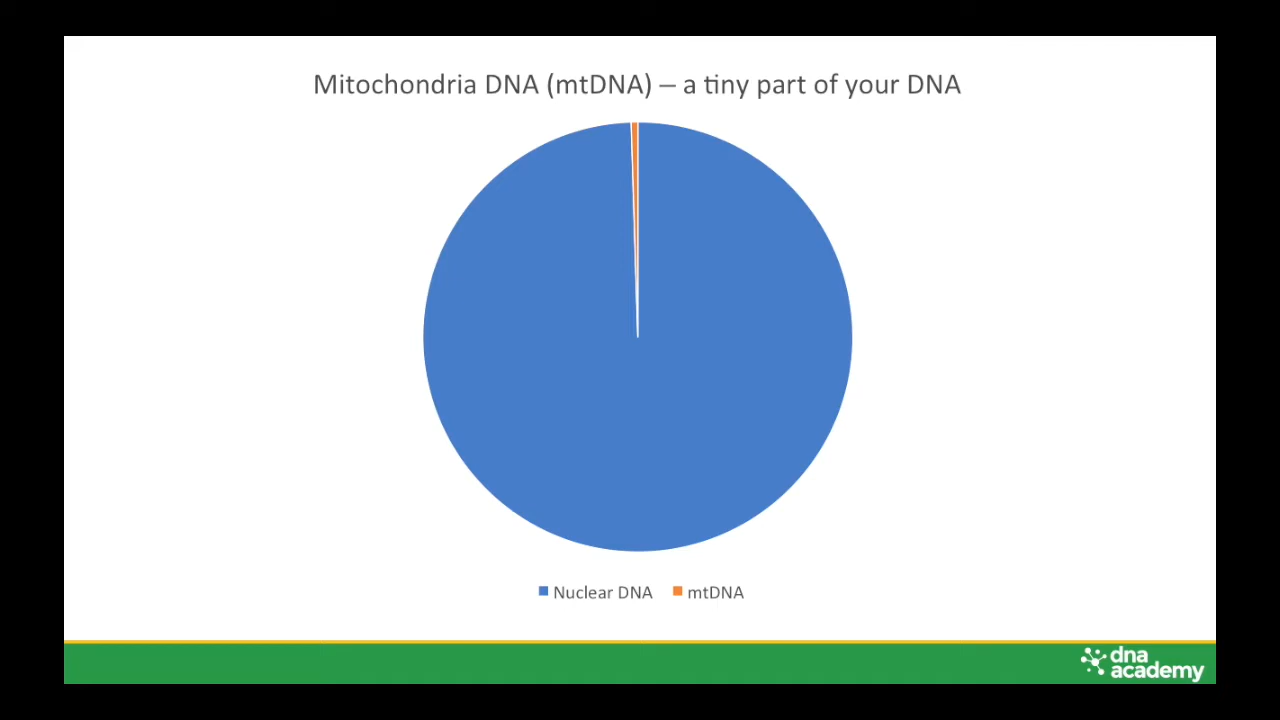 Mitochondria DNA (mtDNA) – a tiny part of your DNA
Nuclear DNA mtDNA
dna
academy